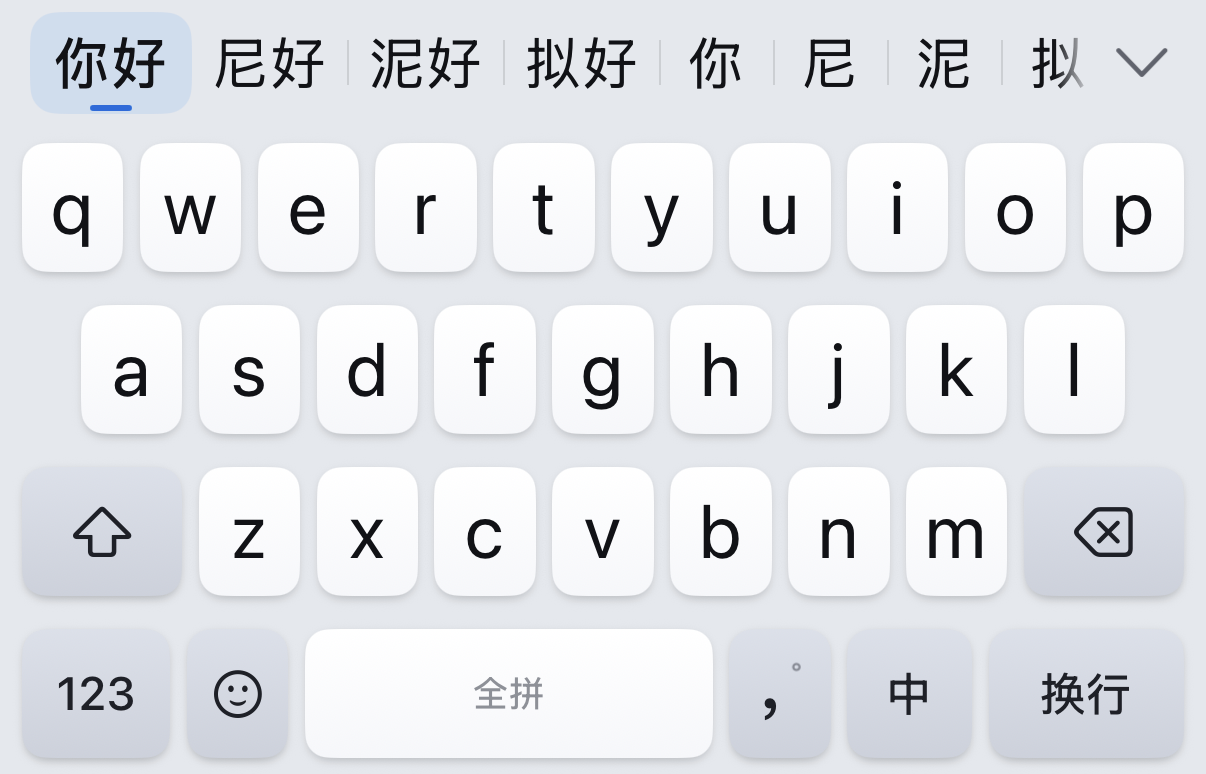 你好 尼好 泥好 拟好 你 尼 泥 拟
q w e r t y u i o p
a s d f g h j k l
z x c v b n m
123 全拼 ，。 中 换行